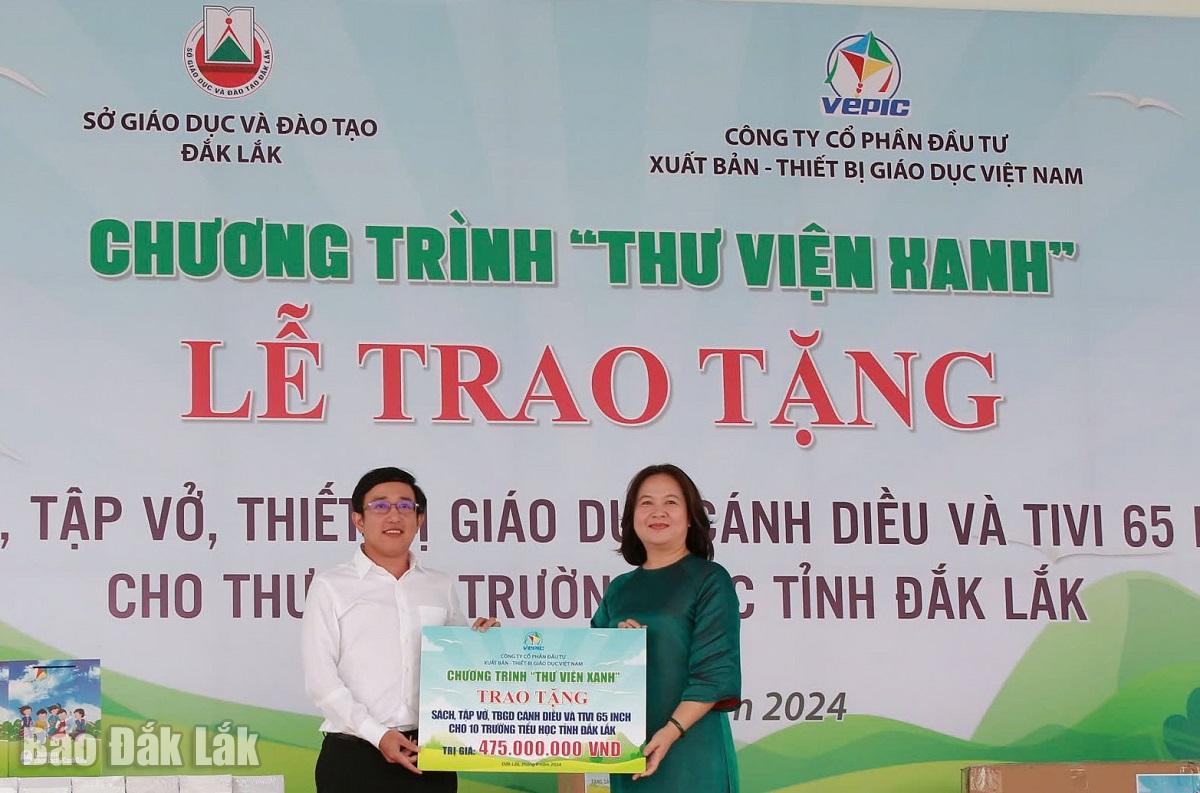 SỞ GIÁO DỤC VÀ ĐÀO TẠO ĐẮK LẮK
SỞ GIÁO DỤC VÀ ĐÀO TẠO
ĐẮK LẮK
VEPIC
CÔNG TY CỔ PHẦN ĐẦU TƯ
XUẤT BẢN - THIẾT BỊ GIÁO DỤC VIỆT NAM
CHƯƠNG TRÌNH “THƯ VIỆN XANH”
LỄ TRAO TẶNG
, TẬP VỞ, THIẾT BỊ GIÁO DỤC CÁNH DIỀU VÀ TIVI 65 I
CHO THƯ TRƯỜNG C TỈNH ĐẮK LẮK
2024
VEPIC
CÔNG TY CỔ PHẦN ĐẦU TƯ
XUẤT BẢN - THIẾT BỊ GIÁO DỤC VIỆT NAM
CHƯƠNG TRÌNH “THƯ VIỆN XANH”
TRAO TẶNG
SÁCH, TẬP VỞ, TBGD CÁNH DIỀU VÀ TIVI 65 INCH
CHO 10 TRƯỜNG TIỂU HỌC TỈNH ĐẮK LẮK
TRỊ GIÁ: 475.000.000 VND
Báo Đắk Lắk